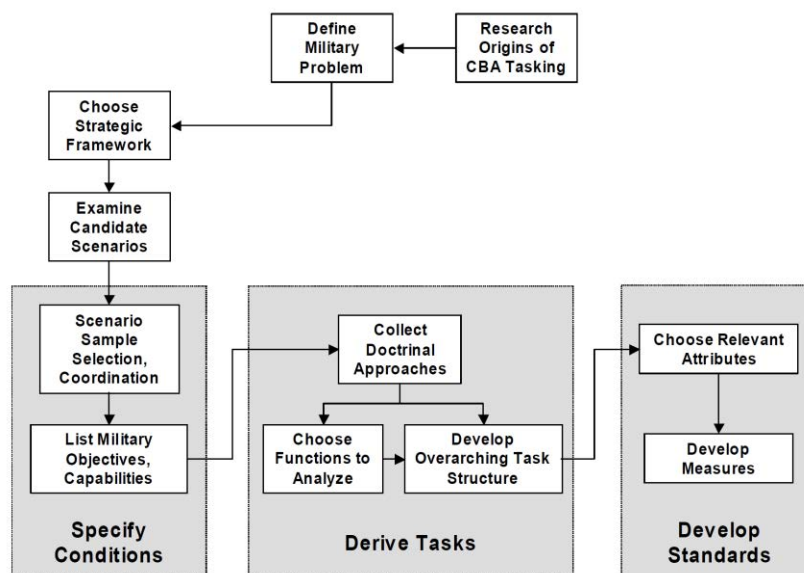 Define
Military
Problem
Research
Origins of
CBA Tasking
Choose
Strategic
Framework
Examine
Candidate
Scenarios
Scenario
Sample
Selection,
Coordination
List Military
Objectives,
Capabilities
Specify
Conditions
Collect
Doctrinal
Approaches
Choose
Functions to
Analyze
Develop
Overarching Task
Structure
Derive Tasks
Choose Relevant
Attributes
Develop
Measures
Develop
Standards